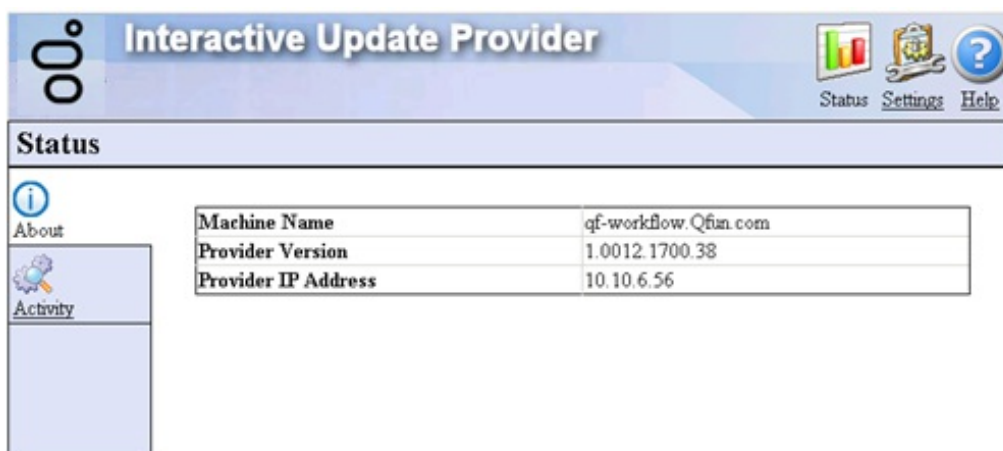 Interactive Update Provider
Status Settings Help
Status
About
Machine Name qf-workflow.Qfun.com
Provider Version 1.0012.1700.38
Provider IP Address 10.10.6.56
Activity